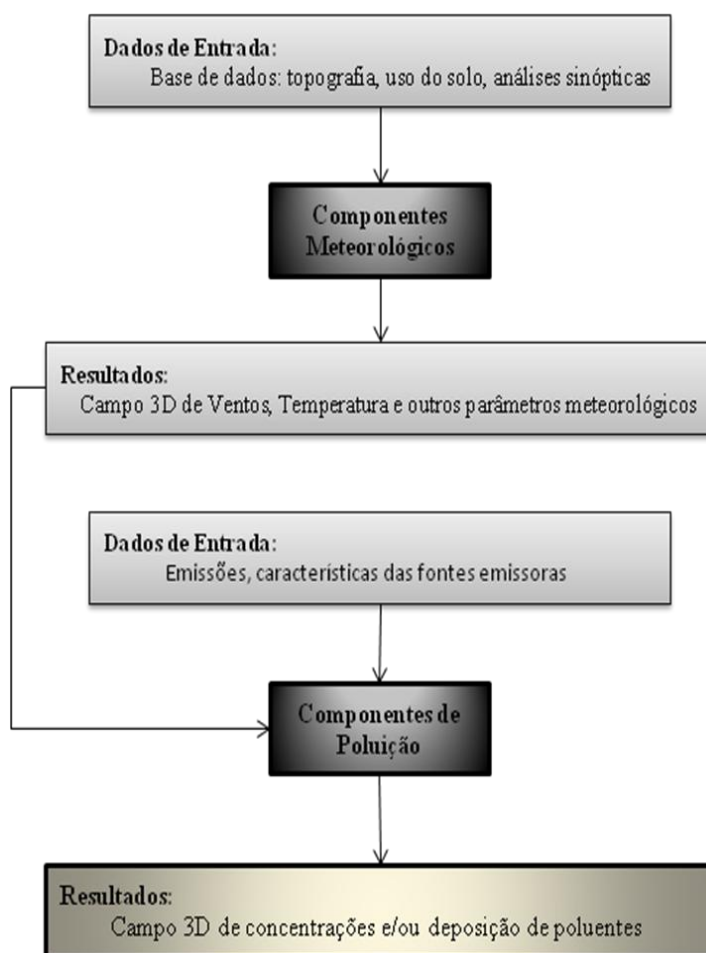 Dados de Entrada:
Base de dados: topografia, uso do solo, análises sinópticas
Componentes
Meteorológicos
Resultados:
Campo 3D de Ventos, Temperatura e outros parâmetros meteorológicos
Dados de Entrada:
Emissões, características das fontes emissoras
Componentes de
Poluição
Resultados:
Campo 3D de concentrações e/ou deposição de poluentes